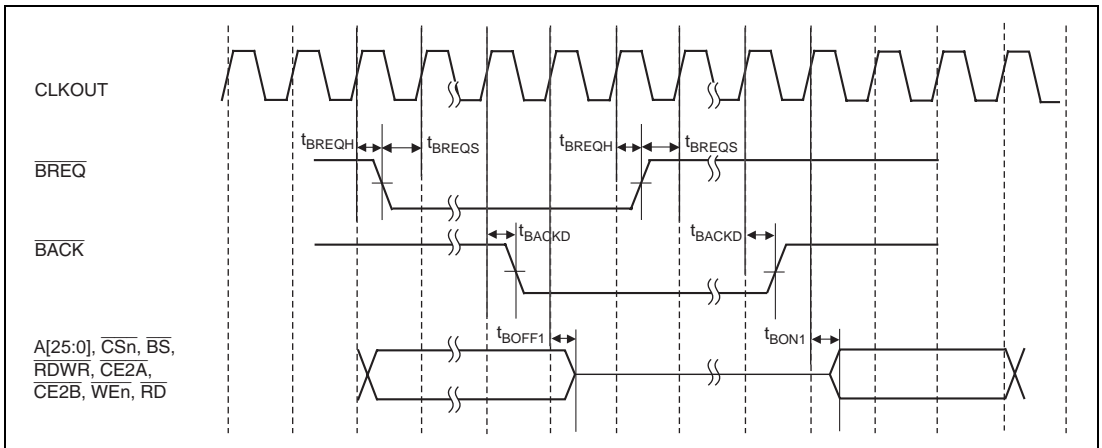 CLKOUT
tBREQH tBREQS tBREQH tBREQS
BREQ
tBACKD tBACKD
BACK
tBOFF1 tBON1
A[25:0], CSn, BS,
RDWR, CE2A,
CE2B, WEn, RD